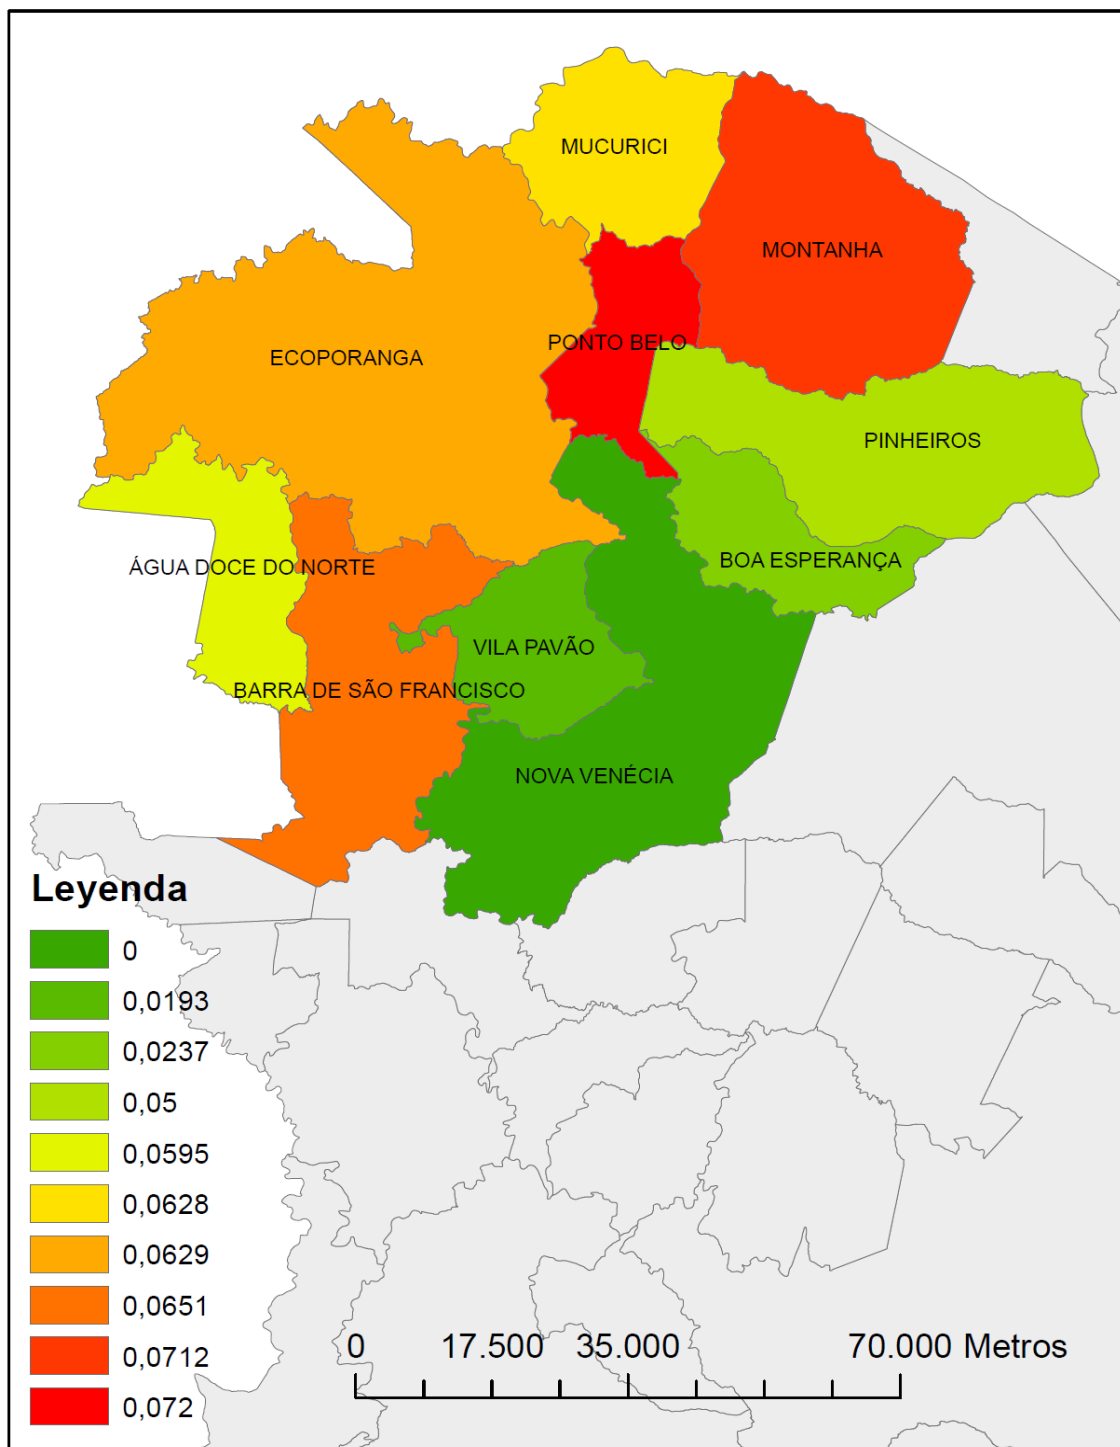 MUCURICI
MONTANHA
PONTO BELO
ECOPORANGA
PINHEIROS
BOA ESPERANÇA
ÁGUA DOCE DO NORTE
VILA PAVÃO
BARRA DE SÃO FRANCISCO
NOVA VENÉCIA
Leyenda
0
0,0193
0,0237
0,05
0,0595
0,0628
0,0629
0,0651
0,0712
0,072
0 17.500 35.000 70.000 Metros